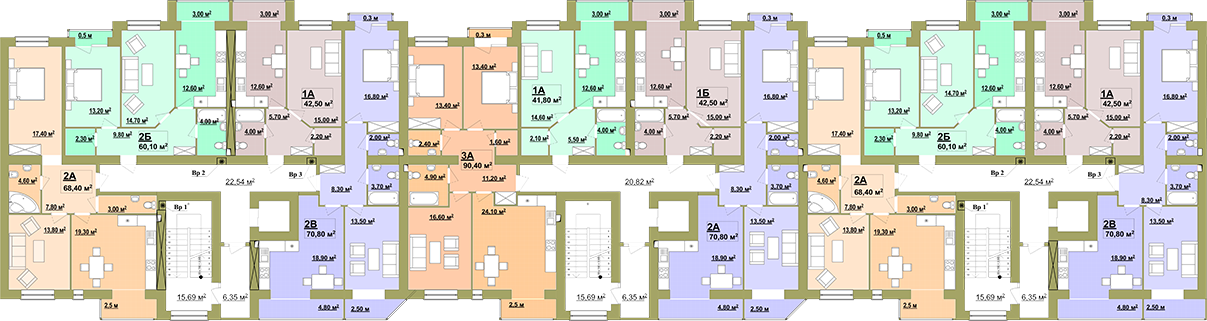 3.00 м² 3.00 м² 0.3 м 3.00 м² 3.00 м² 0.3 м 3.00 м² 3.00 м² 0.3 м
0.5 м 0.3 м 0.5 м
12.60 м² 12.60 м² 1А 42,50 м² 15.00 м² 16.80 м²
13.20 м² 14.70 м² 5.70 м²
17.40 м² 2.30 м² 9.80 м² 2Б 60,10 м² 4.00 м² 4.00 м² 2.20 м² 2.00 м²
4.60 м² 2А 68,40 м² Вр 2 22.54 м² Вр 3 8.30 м² 3.70 м²
7.80 м² 3.00 м² Вр 1
13.80 м² 19.30 м² 2В 70,80 м² 18.90 м² 13.50 м²
2.5 м 15.69 м² 6.35 м² 4.80 м² 2.50 м
13.40 м² 13.40 м² 1А 41,80 м² 14.60 м² 12.60 м² 12.60 м² 1Б 42,50 м² 15.00 м² 16.80 м²
2.40 м² 1.60 м² 2.10 м² 5.50 м² 4.00 м² 4.00 м² 5.70 м² 2.20 м² 2.00 м²
4.90 м² 3А 90,40 м² 11.20 м² 20.82 м² 8.30 м² 3.70 м²
16.60 м² 24.10 м² 2А 70,80 м² 18.90 м² 13.50 м²
2.5 м 15.69 м² 6.35 м² 4.80 м² 2.50 м
12.60 м² 12.60 м² 1А 42,50 м² 15.00 м² 16.80 м²
13.20 м² 14.70 м² 5.70 м²
17.40 м² 2.30 м² 9.80 м² 2Б 60,10 м² 4.00 м² 4.00 м² 2.20 м² 2.00 м²
4.60 м² 2А 68,40 м² Вр 2 22.54 м² Вр 3 8.30 м² 3.70 м²
7.80 м² 3.00 м² Вр 1
13.80 м² 19.30 м² 2В 70,80 м² 18.90 м² 13.50 м²
2.5 м 15.69 м² 6.35 м² 4.80 м² 2.50 м